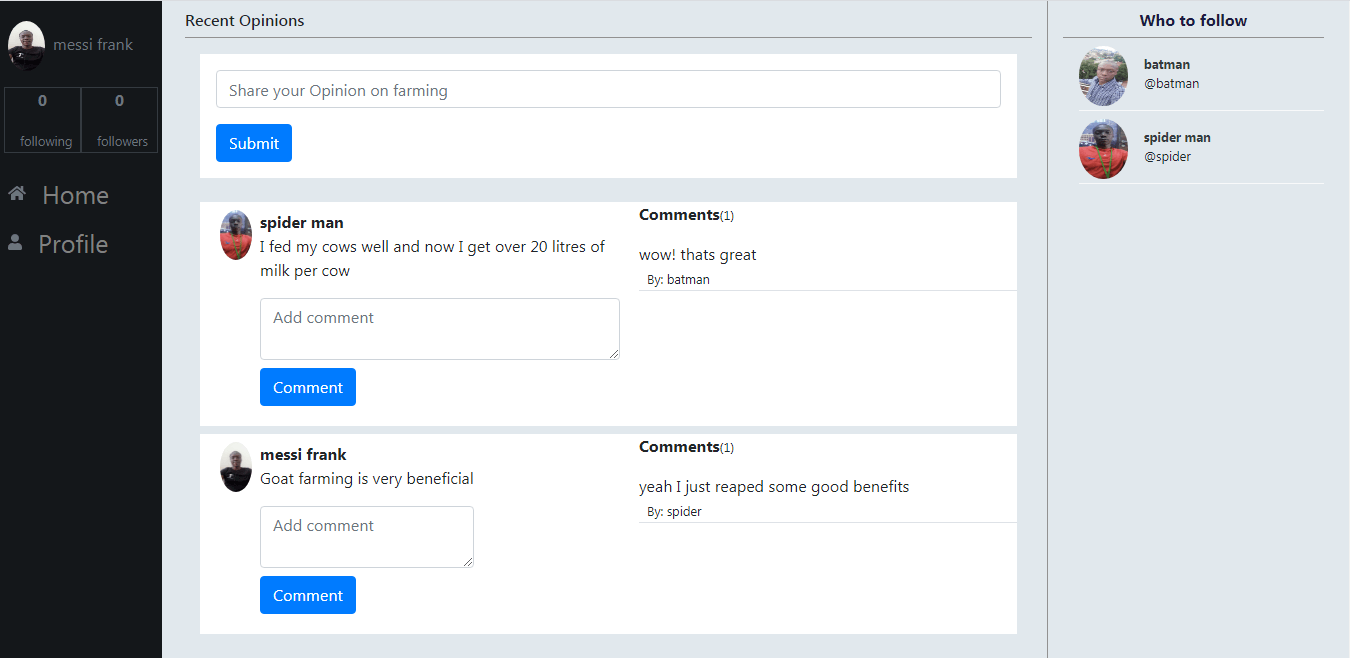 messi frank
0
0
following
followers
Home
Profile
Recent Opinions
Share your Opinion on farming
Submit
spider man
I fed my cows well and now I get over 20 litres of
milk per cow
Add comment
Comment
Comments(1)
wow! thats great
By: batman
messi frank
Goat farming is very beneficial
Add comment
Comment
Comments(1)
yeah I just reaped some good benefits
By: spider
Who to follow
batman
@batman
spider man
@spider